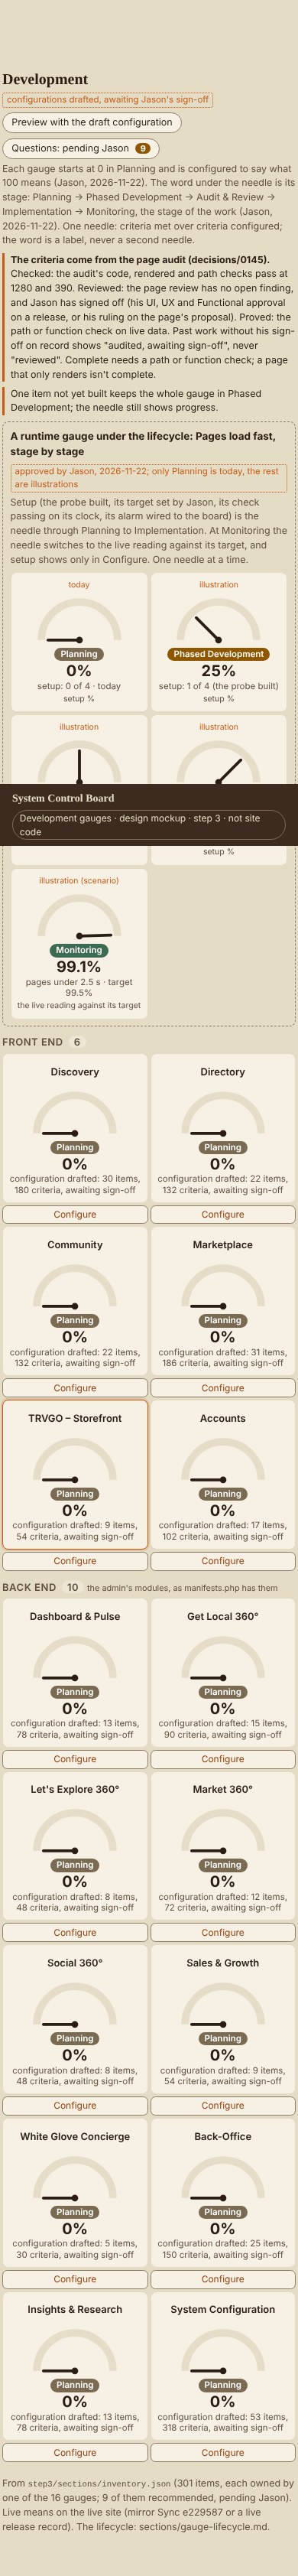 Development
configurations drafted, awaiting Jason's sign-off
Preview with the draft configuration
Questions: pending Jason 9
Each gauge starts at 0 in Planning and is configured to say what
100 means (Jason, 2026-11-22). The word under the needle is its
stage: Planning → Phased Development → Audit & Review →
Implementation → Monitoring, the stage of the work (Jason,
2026-11-22). One needle: criteria met over criteria configured;
the word is a label, never a second needle.
The criteria come from the page audit (decisions/0145).
Checked: the audit's code, rendered and path checks pass at
1280 and 390. Reviewed: the page review has no open finding,
and Jason has signed off (his UI, UX and Functional approval
on a release, or his ruling on the page's proposal). Proved: the
path or function check on live data. Past work without his sign-
off on record shows "audited, awaiting sign-off", never
"reviewed". Complete needs a path or function check; a page
that only renders isn't complete.
One item not yet built keeps the whole gauge in Phased
Development; the needle still shows progress.
A runtime gauge under the lifecycle: Pages load fast,
stage by stage
approved by Jason, 2026-11-22; only Planning is today, the rest
are illustrations
Setup (the probe built, its target set by Jason, its check
passing on its clock, its alarm wired to the board) is the
needle through Planning to Implementation. At Monitoring the
needle switches to the live reading against its target, and
setup shows only in Configure. One needle at a time.
today
Planning
0%
setup: 0 of 4 · today
setup %
illustration
Phased Development
25%
setup: 1 of 4 (the probe built)
setup %
illustration
illustration
System Control Board
Development gauges · design mockup · step 3 · not site
code
setup %
illustration (scenario)
Monitoring
99.1%
pages under 2.5 s · target
99.5%
the live reading against its target
FRONT END 6
Discovery
Planning
0%
configuration drafted: 30 items,
180 criteria, awaiting sign-off
Configure
Directory
Planning
0%
configuration drafted: 22 items,
132 criteria, awaiting sign-off
Configure
Community
Planning
0%
configuration drafted: 22 items,
132 criteria, awaiting sign-off
Configure
Marketplace
Planning
0%
configuration drafted: 31 items,
186 criteria, awaiting sign-off
Configure
TRVGO – Storefront
Planning
0%
configuration drafted: 9 items,
54 criteria, awaiting sign-off
Configure
Accounts
Planning
0%
configuration drafted: 17 items,
102 criteria, awaiting sign-off
Configure
BACK END 10 the admin's modules, as manifests.php has them
Dashboard & Pulse
Planning
0%
configuration drafted: 13 items,
78 criteria, awaiting sign-off
Configure
Get Local 360°
Planning
0%
configuration drafted: 15 items,
90 criteria, awaiting sign-off
Configure
Let's Explore 360°
Planning
0%
configuration drafted: 8 items,
48 criteria, awaiting sign-off
Configure
Market 360°
Planning
0%
configuration drafted: 12 items,
72 criteria, awaiting sign-off
Configure
Social 360°
Planning
0%
configuration drafted: 8 items,
48 criteria, awaiting sign-off
Configure
Sales & Growth
Planning
0%
configuration drafted: 9 items,
54 criteria, awaiting sign-off
Configure
White Glove Concierge
Planning
0%
configuration drafted: 5 items,
30 criteria, awaiting sign-off
Configure
Back-Office
Planning
0%
configuration drafted: 25 items,
150 criteria, awaiting sign-off
Configure
Insights & Research
Planning
0%
configuration drafted: 13 items,
78 criteria, awaiting sign-off
Configure
System Configuration
Planning
0%
configuration drafted: 53 items,
318 criteria, awaiting sign-off
Configure
From step3/sections/inventory.json (301 items, each owned by
one of the 16 gauges; 9 of them recommended, pending Jason).
Live means on the live site (mirror Sync e229587 or a live
release record). The lifecycle: sections/gauge-lifecycle.md.